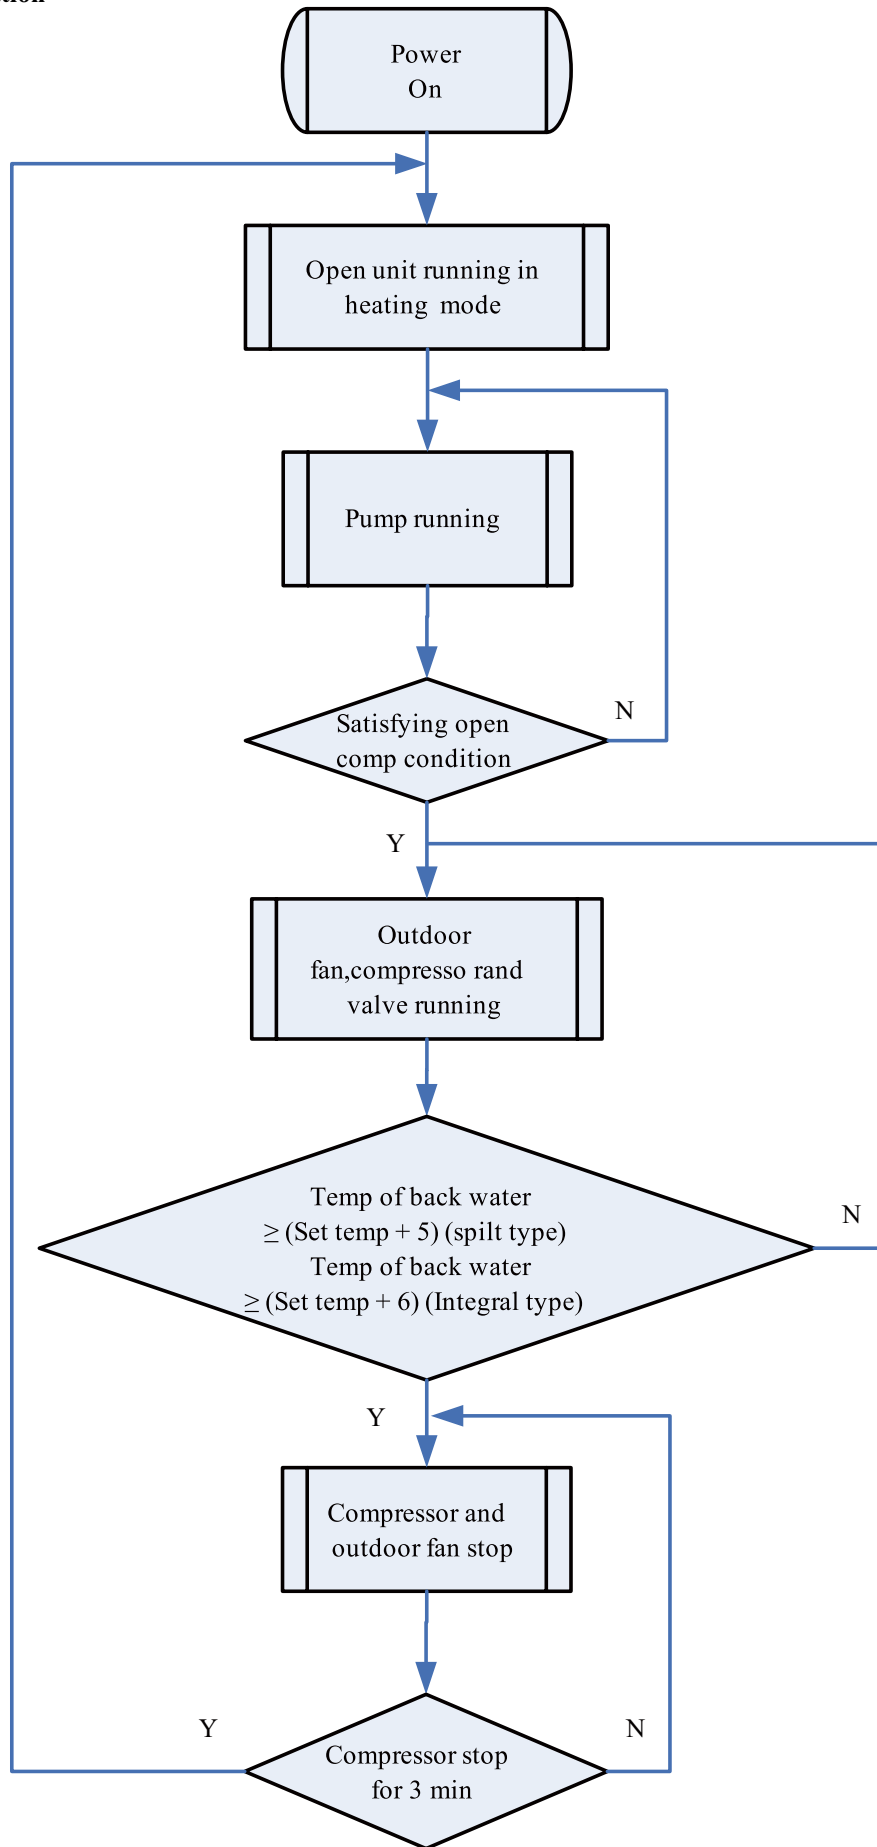 Power
On
Open unit running in
heating mode
Pump running
Satisfying open
comp condition
N
Y
Outdoor
fan,compresso rand
valve running
Temp of back water
≥ (Set temp + 5) (spilt type)
Temp of back water
≥ (Set temp + 6) (Integral type)
N
Y
Compressor and
outdoor fan stop
Y
N
Compressor stop
for 3 min